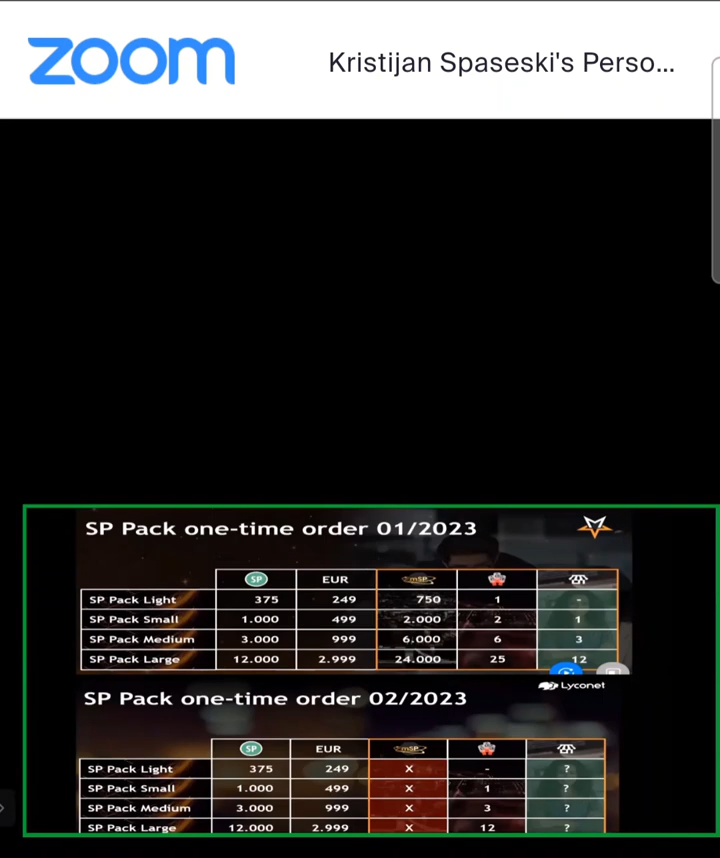 zoom
Kristijan Spaseski's Perso...
SP Pack one-time order 01/2023
SP EUR mSP
SP Pack Light 375 249 750 1 -
SP Pack Small 1.000 499 2.000 2 1
SP Pack Medium 3.000 999 6.000 6 3
SP Pack Large 12.000 2.999 24.000 25 12
Lyconet
SP Pack one-time order 02/2023
SP EUR mSP
SP Pack Light 375 249 X - ?
SP Pack Small 1.000 499 X 1 ?
SP Pack Medium 3.000 999 X 3 ?
SP Pack Large 12.000 2.999 X 12 ?